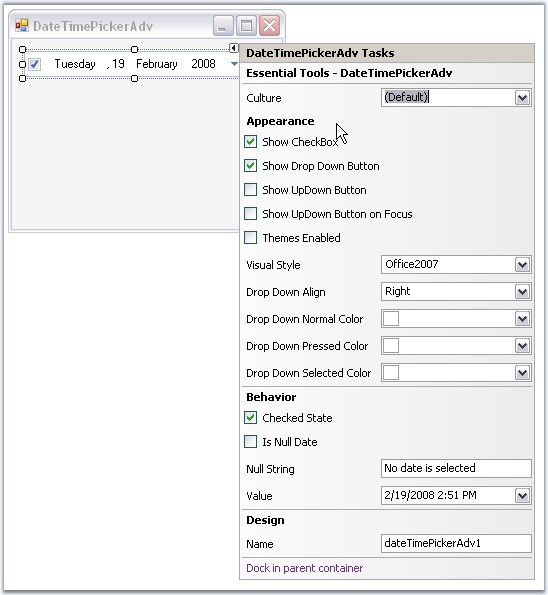 DateTimePickerAdv
Tuesday , 19 February 2008
DateTimePickerAdv Tasks
Essential Tools - DateTimePickerAdv
Culture (Default)
Appearance
Show CheckBox
Show Drop Down Button
Show UpDown Button
Show UpDown Button on Focus
Themes Enabled
Visual Style Office2007
Drop Down Align Right
Drop Down Normal Color
Drop Down Pressed Color
Drop Down Selected Color
Behavior
Checked State
Is Null Date
Null String No date is selected
Value 2/19/2008 2:51 PM
Design
Name dateTimePickerAdv1
Dock in parent container